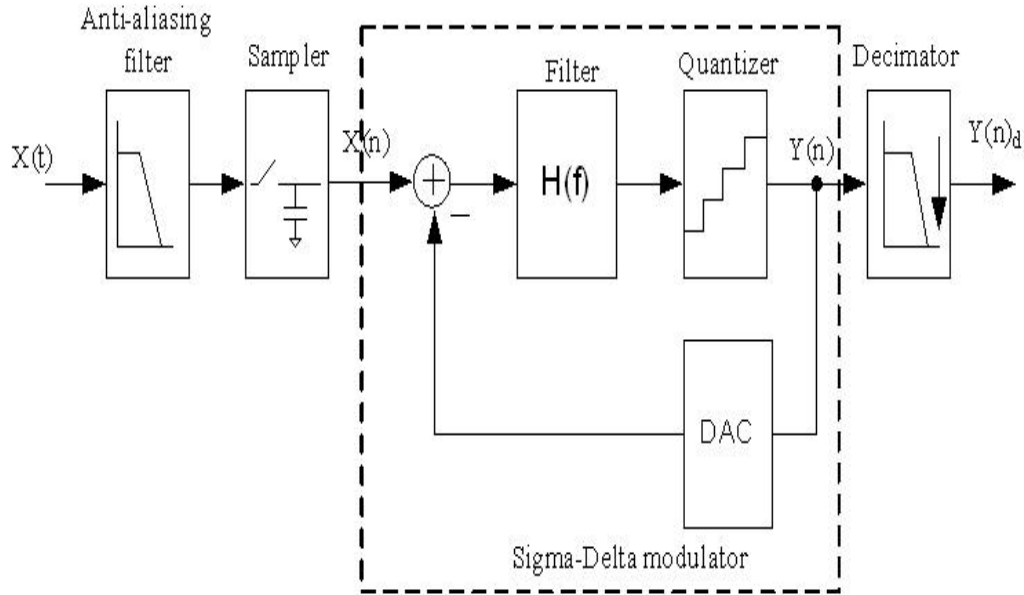 Anti-aliasing
filter
Sampler
Filter
Quantizer
Decimator
X(t)
X(n)
+
−
H(f)
Y(n)
Y(n)d
DAC
Sigma-Delta modulator